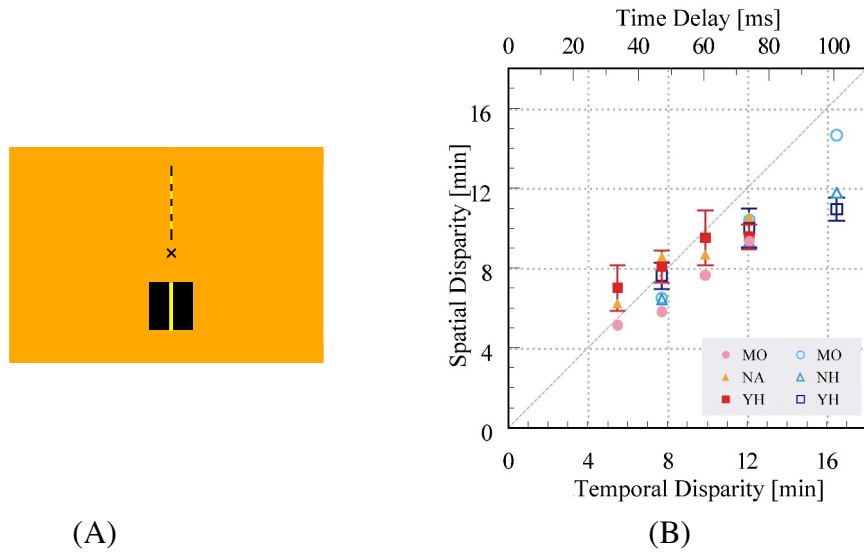 Time Delay [ms]
0 20 40 60 80 100
16
12
8
4
0
Spatial Disparity [min]
MO MO
NA NH
YH YH
0 4 8 12 16
Temporal Disparity [min]
(A) (B)